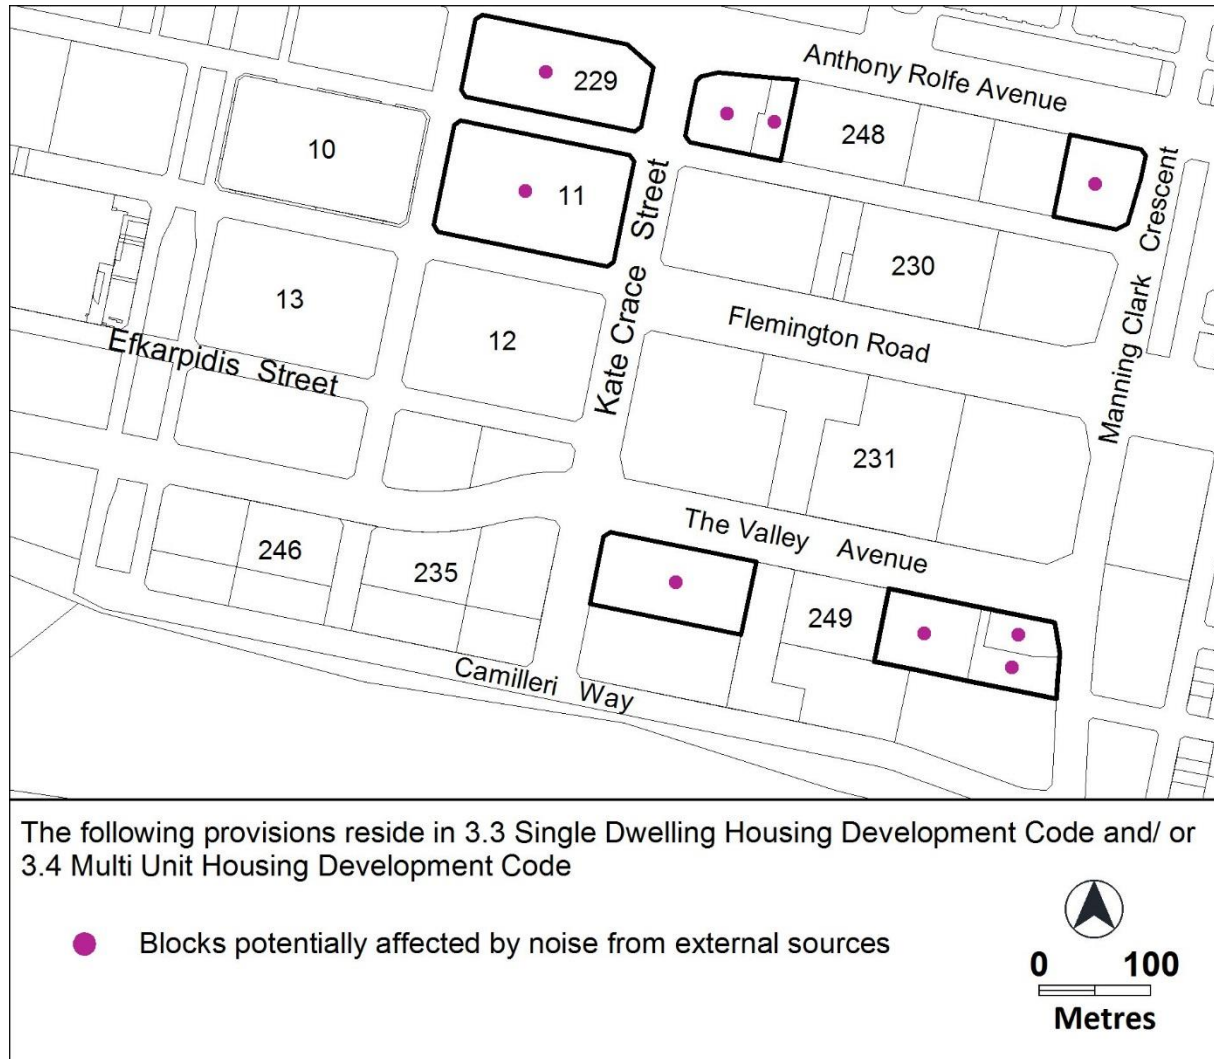 Anthony Rolfe Avenue
229
248
10
11
Kate Crace Street
Manning Clark Crescent
230
13
12
Flemington Road
Efkarpidis Street
231
The Valley Avenue
246
235
249
Camilleri Way
The following provisions reside in 3.3 Single Dwelling Housing Development Code and/ or
3.4 Multi Unit Housing Development Code
Blocks potentially affected by noise from external sources
0 100
Metres